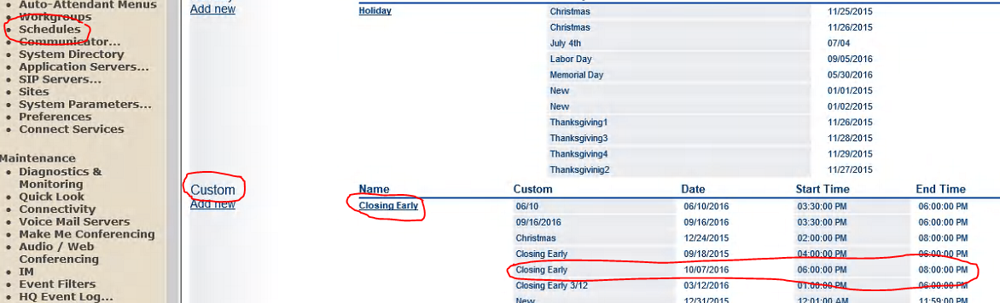 Auto-Attendant Menus
Workgroups
Schedules
Communicator...
System Directory
Application Servers...
SIP Servers...
Sites
System Parameters...
Preferences
Connect Services
Maintenance
Diagnostics &
Monitoring
Quick Look
Connectivity
Voice Mail Servers
Make Me Conferencing
Audio / Web
Conferencing
IM
Event Filters
HQ Event Log...
Add new
Holiday
Christmas 11/25/2015
Christmas 11/26/2015
July 4th 07/04
Labor Day 09/05/2016
Memorial Day 05/30/2016
New 01/01/2015
New 01/02/2015
Thanksgiving1 11/26/2015
Thanksgiving3 11/28/2015
Thanksgiving4 11/29/2015
Thanksgivinig2 11/27/2015
Custom
Add new
Name Custom Date Start Time End Time
Closing Early 06/10 06/10/2016 03:30:00 PM 06:00:00 PM
09/16/2016 09/16/2016 03:30:00 PM 06:00:00 PM
Christmas 12/24/2015 02:00:00 PM 08:00:00 PM
Closing Early 09/18/2015 04:00:00 PM 06:00:00 PM
Closing Early 10/07/2016 06:00:00 PM 08:00:00 PM
Closing Early 3/12 03/12/2016 01:00:00 PM 06:00:00 PM
New 12/31/2015 12:01:00 AM 11:59:00 PM